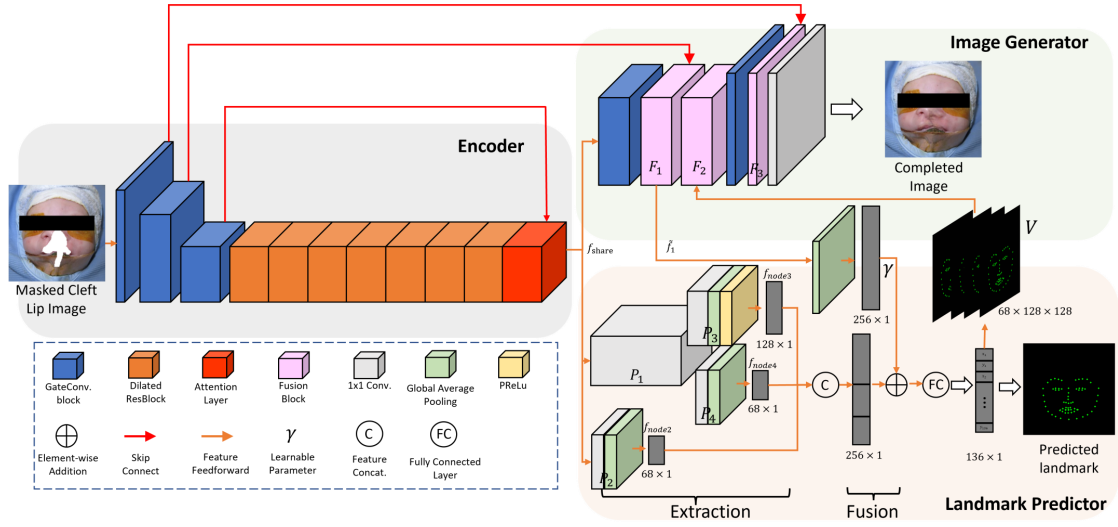 Image Generator
Encoder
F₁
F₂
F₃
Completed
Image
Masked Cleft
Lip Image
f_share
f̃₁
γ
V
256 × 1
68 × 128 × 128
f_node3
P₃
128 × 1
P₁
f_node4
P₄
68 × 1
f_node2
P₂
68 × 1
C
256 × 1
FC
136 × 1
Predicted
landmark
Extraction
Fusion
Landmark Predictor
GateConv.
block
Dilated
ResBlock
Attention
Layer
Fusion
Block
1x1 Conv.
Global Average
Pooling
PReLu
Element-wise
Addition
Skip
Connect
Feature
Feedforward
γ
Learnable
Parameter
C
Feature
Concat.
FC
Fully Connected
Layer